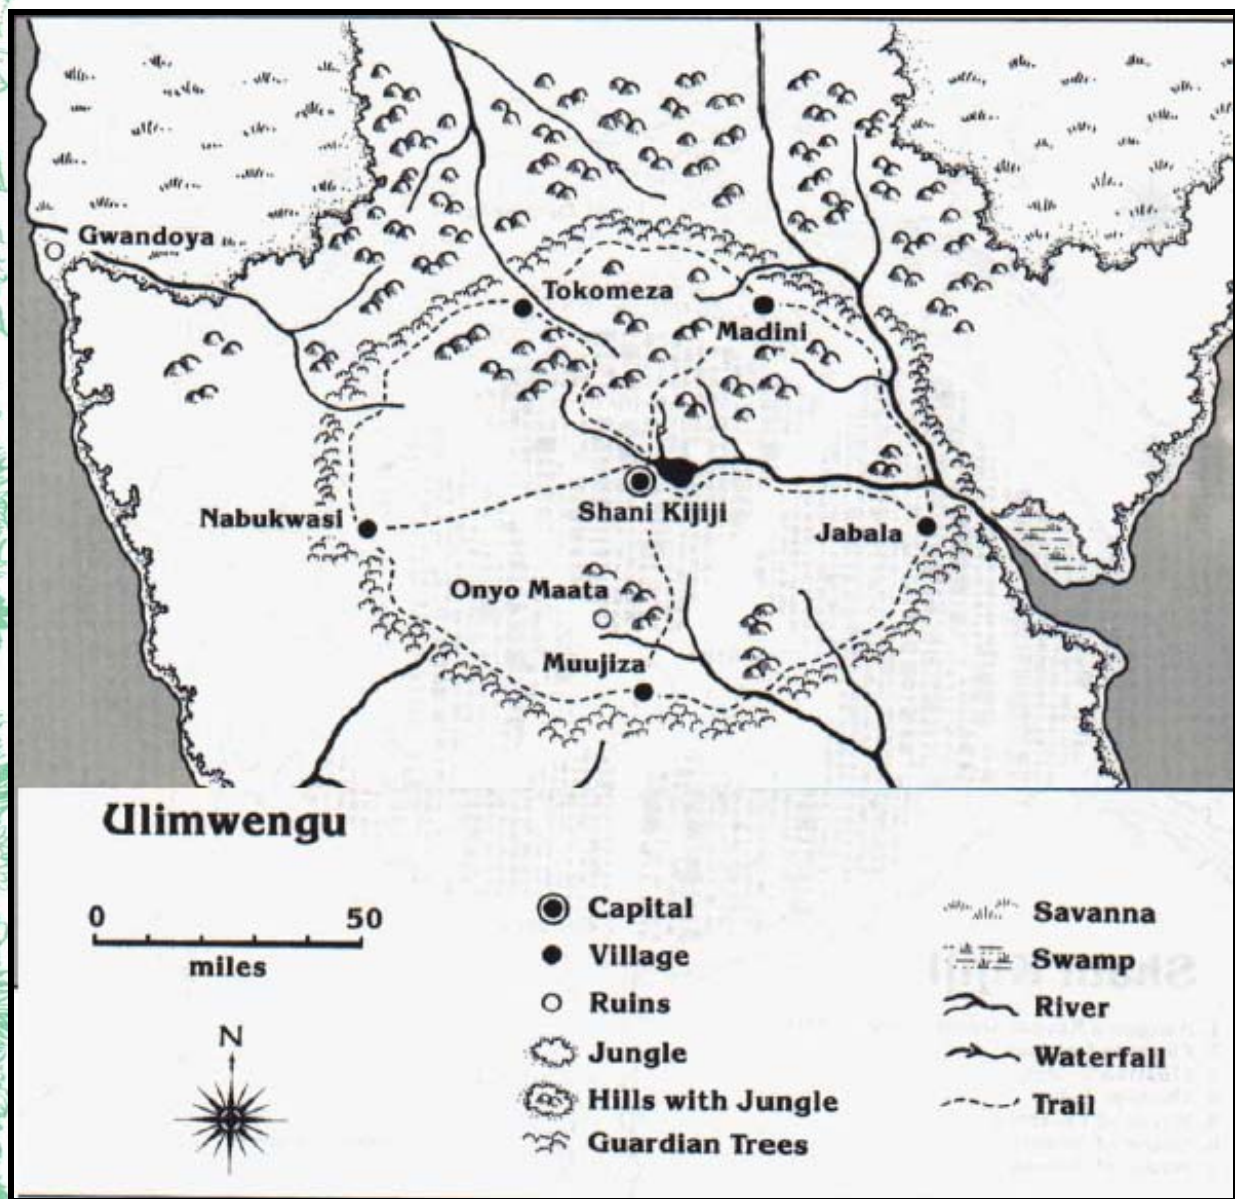 Gwandoya
Tokomeza
Madini
Nabukwasi
Shani Kijiji
Jabala
Onyo Maata
Muujiza
Ulimwengu
0 50
miles
N
Capital
Village
Ruins
Jungle
Hills with Jungle
Guardian Trees
Savanna
Swamp
River
Waterfall
Trail